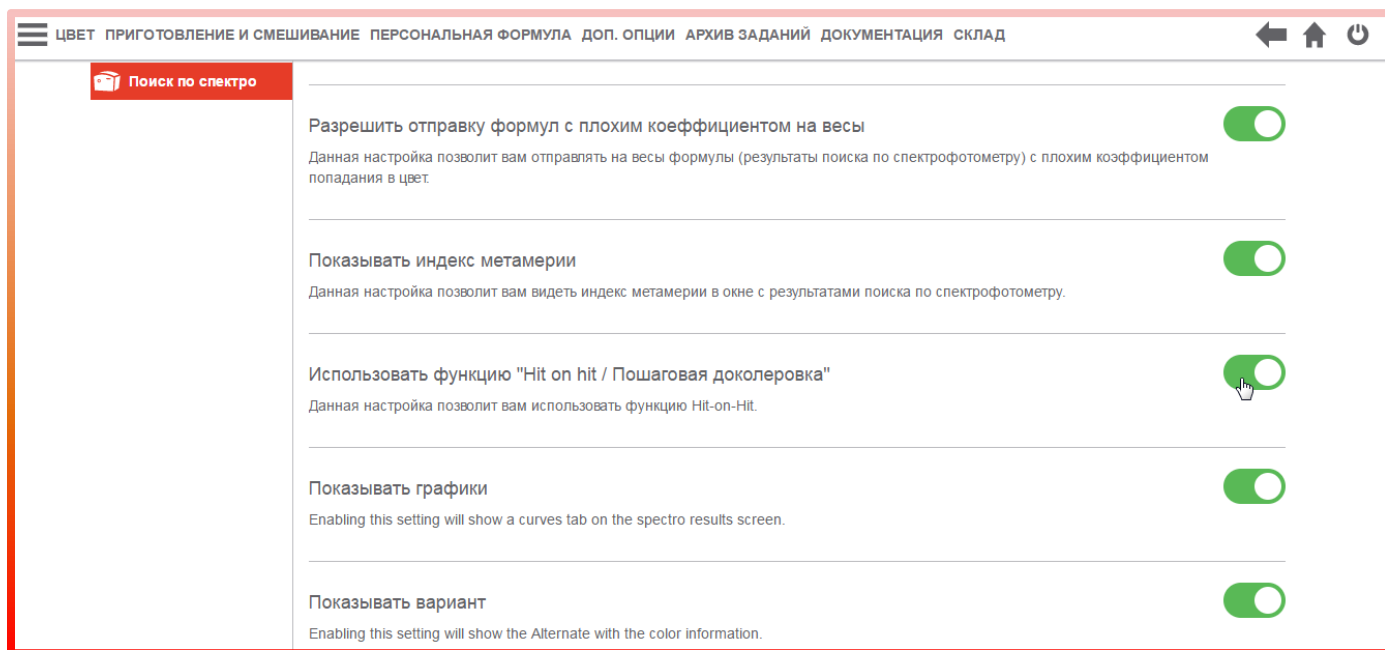 ЦВЕТ ПРИГОТОВЛЕНИЕ И СМЕШИВАНИЕ ПЕРСОНАЛЬНАЯ ФОРМУЛА ДОП. ОПЦИИ АРХИВ ЗАДАНИЙ ДОКУМЕНТАЦИЯ СКЛАД
Поиск по спектро
Разрешить отправку формул с плохим коеффициентом на весы
Данная настройка позволит вам отправлять на весы формулы (результаты поиска по спектрофотометру) с плохим коэффициентом
попадания в цвет.
Показывать индекс метамерии
Данная настройка позволит вам видеть индекс метамерии в окне с результатами поиска по спектрофотометру.
Использовать функцию "Hit on hit / Пошаговая доколеровка"
Данная настройка позволит вам использовать функцию Hit-on-Hit.
Показывать графики
Enabling this setting will show a curves tab on the spectro results screen.
Показывать вариант
Enabling this setting will show the Alternate with the color information.